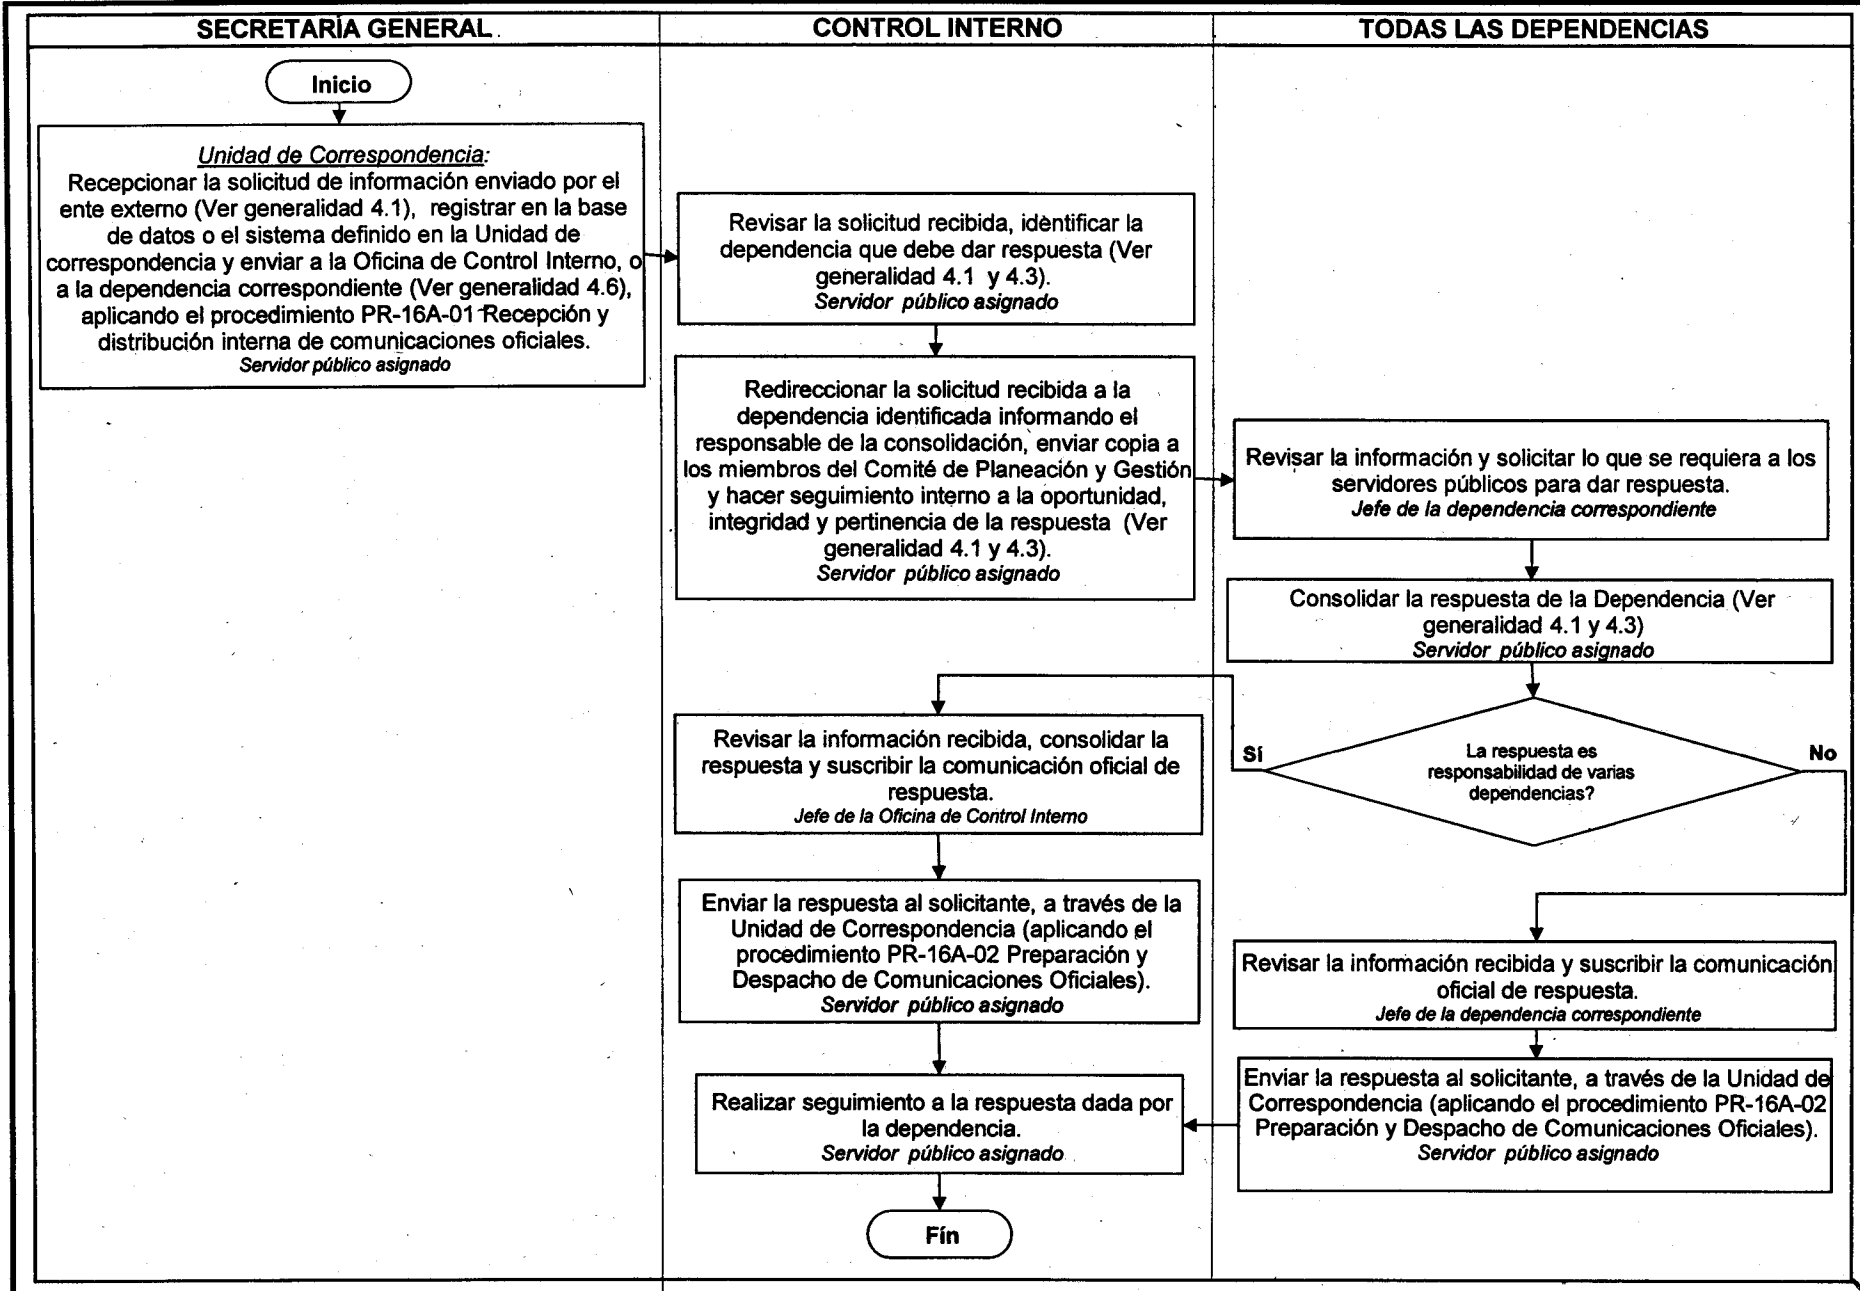 SECRETARÍA GENERAL
CONTROL INTERNO
TODAS LAS DEPENDENCIAS
Inicio
Unidad de Correspondencia:
Recepcionar la solicitud de información enviado por el
ente externo (Ver generalidad 4.1), registrar en la base
de datos o el sistema definido en la Unidad de
correspondencia y enviar a la Oficina de Control Interno, o
a la dependencia correspondiente (Ver generalidad 4.6),
aplicando el procedimiento PR-16A-01 Recepción y
distribución interna de comunicaciones oficiales.
Servidor público asignado
Revisar la solicitud recibida, identificar la
dependencia que debe dar respuesta (Ver
generalidad 4.1 y 4.3).
Servidor público asignado
Redireccionar la solicitud recibida a la
dependencia identificada informando el
responsable de la consolidación, enviar copia a
los miembros del Comité de Planeación y Gestión
y hacer seguimiento interno a la oportunidad,
integridad y pertinencia de la respuesta (Ver
generalidad 4.1 y 4.3).
Servidor público asignado
Revisar la información y solicitar lo que se requiera a los
servidores públicos para dar respuesta.
Jefe de la dependencia correspondiente
Consolidar la respuesta de la Dependencia (Ver
generalidad 4.1 y 4.3)
Servidor público asignado
La respuesta es
responsabilidad de varias
dependencias?
Sí
No
Revisar la información recibida, consolidar la
respuesta y suscribir la comunicación oficial de
respuesta.
Jefe de la Oficina de Control Interno
Enviar la respuesta al solicitante, a través de la
Unidad de Correspondencia (aplicando el
procedimiento PR-16A-02 Preparación y
Despacho de Comunicaciones Oficiales).
Servidor público asignado
Revisar la información recibida y suscribir la comunicación
oficial de respuesta.
Jefe de la dependencia correspondiente
Enviar la respuesta al solicitante, a través de la Unidad de
Correspondencia (aplicando el procedimiento PR-16A-02
Preparación y Despacho de Comunicaciones Oficiales).
Servidor público asignado
Realizar seguimiento a la respuesta dada por
la dependencia.
Servidor público asignado
Fín